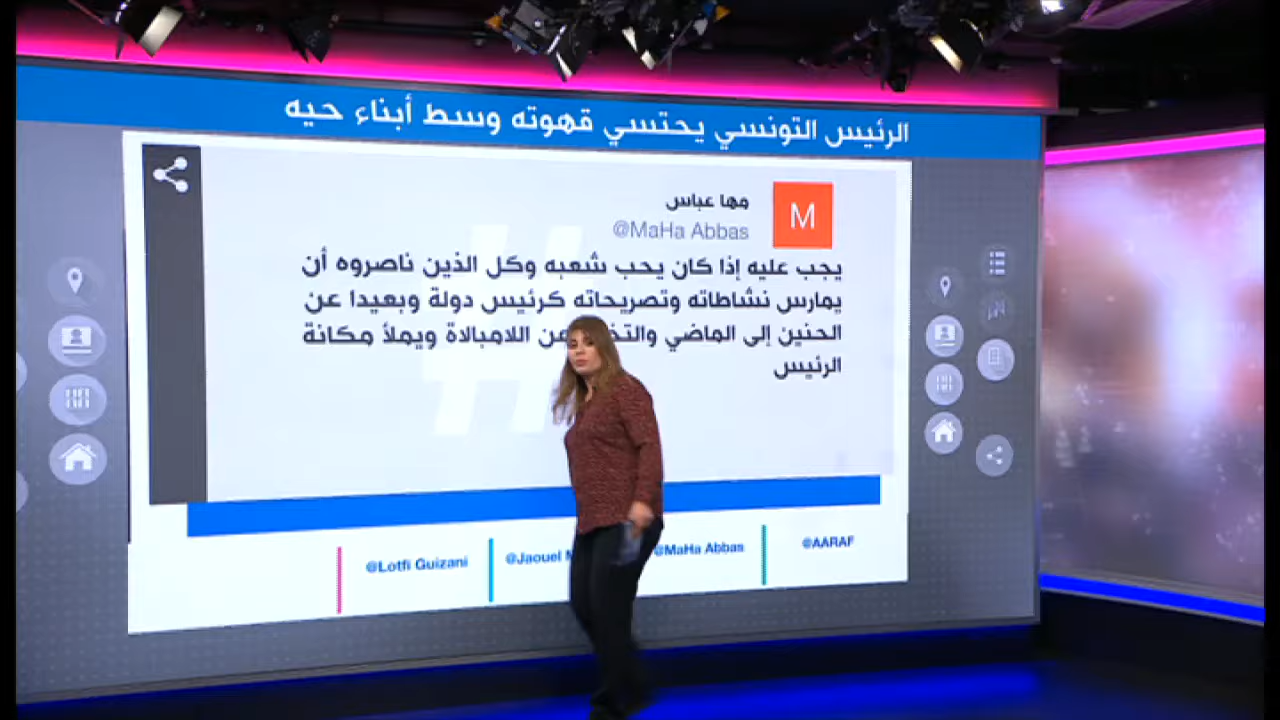 الرئيس التونسي يحتسي قهوته وسط أبناء حيه
M
مها عباس
@MaHa Abbas
يجب عليه إذا كان يحب شعبه وكل الذين ناصروه أن
يمارس نشاطاته وتصريحاته كرئيس دولة وبعيدا عن
الحنين إلى الماضي من اللامبالاة ويملأ مكانة
الرئيس
@Lotfi Guizani
@Jaouel
@MaHa Abbas
@AARAF